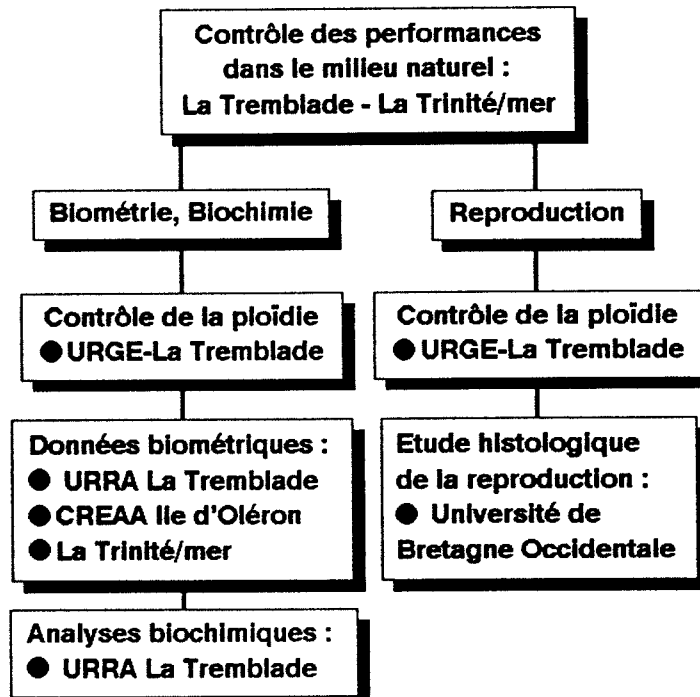 Contrôle des performances
dans le milieu naturel :
La Tremblade - La Trinité/mer
Biométrie, Biochimie
Reproduction
Contrôle de la ploïdie
● URGE-La Tremblade
Contrôle de la ploïdie
● URGE-La Tremblade
Données biométriques :
● URRA La Tremblade
● CREAA Ile d'Oléron
● La Trinité/mer
Etude histologique
de la reproduction :
● Université de
Bretagne Occidentale
Analyses biochimiques :
● URRA La Tremblade